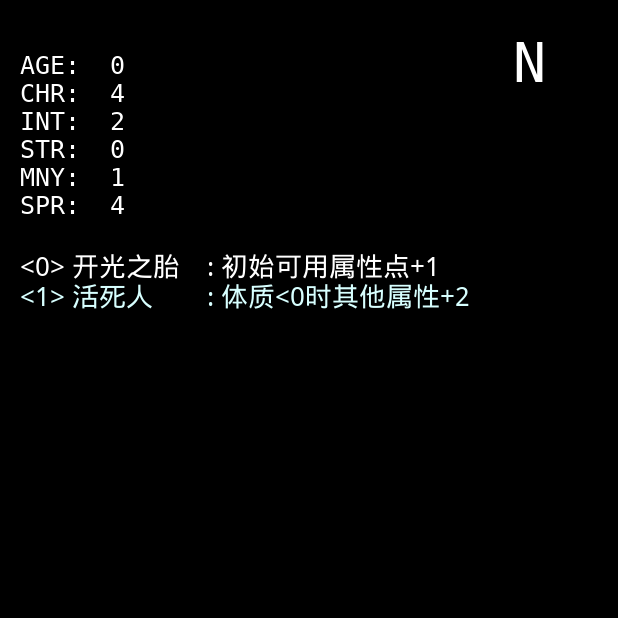 N
AGE: 0
CHR: 4
INT: 2
STR: 0
MNY: 1
SPR: 4
<0> 开光之胎 : 初始可用属性点+1
<1> 活死人 : 体质<0时其他属性+2